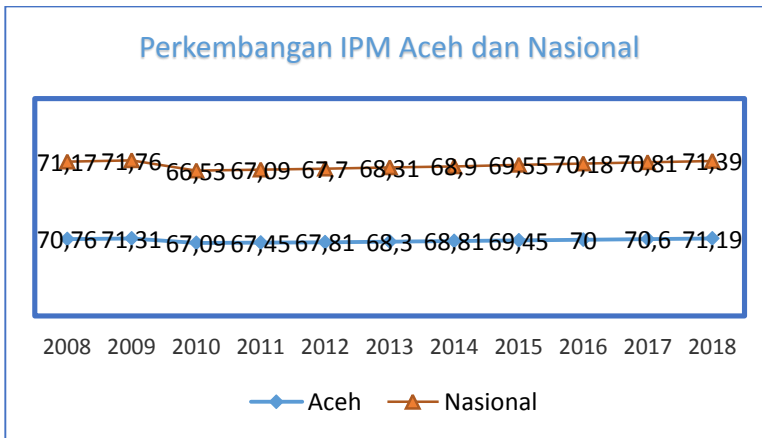 Perkembangan IPM Aceh dan Nasional
71,17 71,76 66,53 67,09 67,7 68,31 68,9 69,55 70,18 70,81 71,39
70,76 71,31 67,09 67,45 67,81 68,3 68,81 69,45 70 70,6 71,19
2008 2009 2010 2011 2012 2013 2014 2015 2016 2017 2018
Aceh Nasional